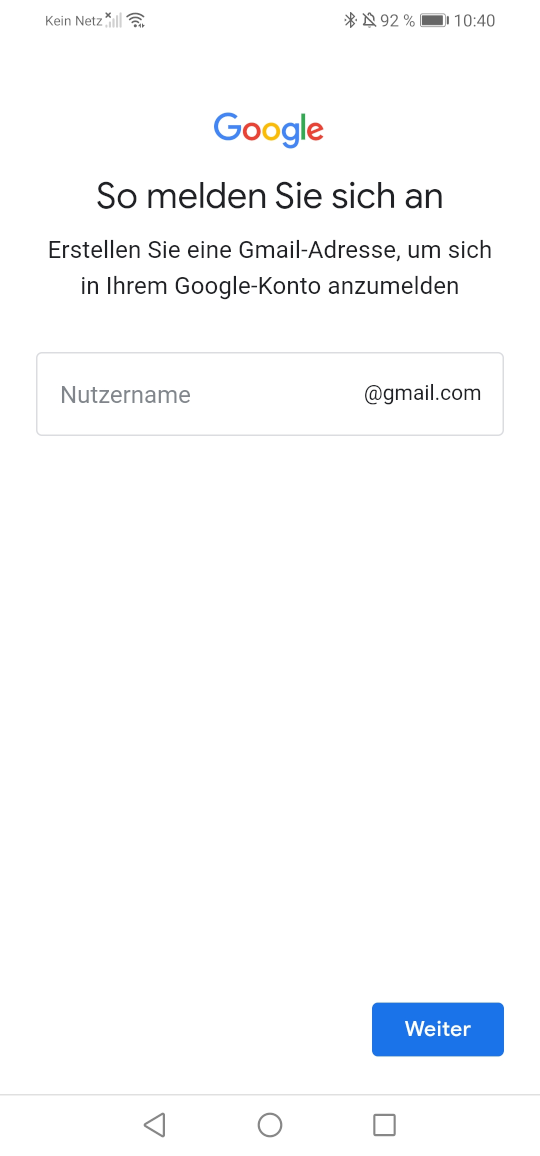 Kein Netz 92 % 10:40
Google
So melden Sie sich an
Erstellen Sie eine Gmail-Adresse, um sich
in Ihrem Google-Konto anzumelden
Nutzername @gmail.com
Weiter